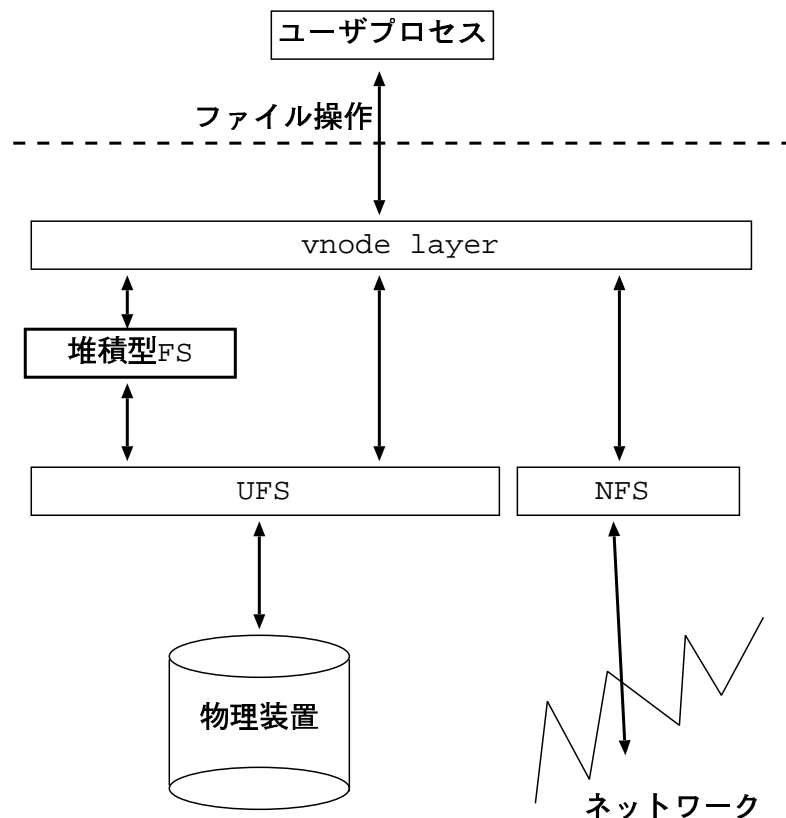 ユーザプロセス
ファイル操作
vnode layer
堆積型FS
UFS
NFS
物理装置
ネットワーク